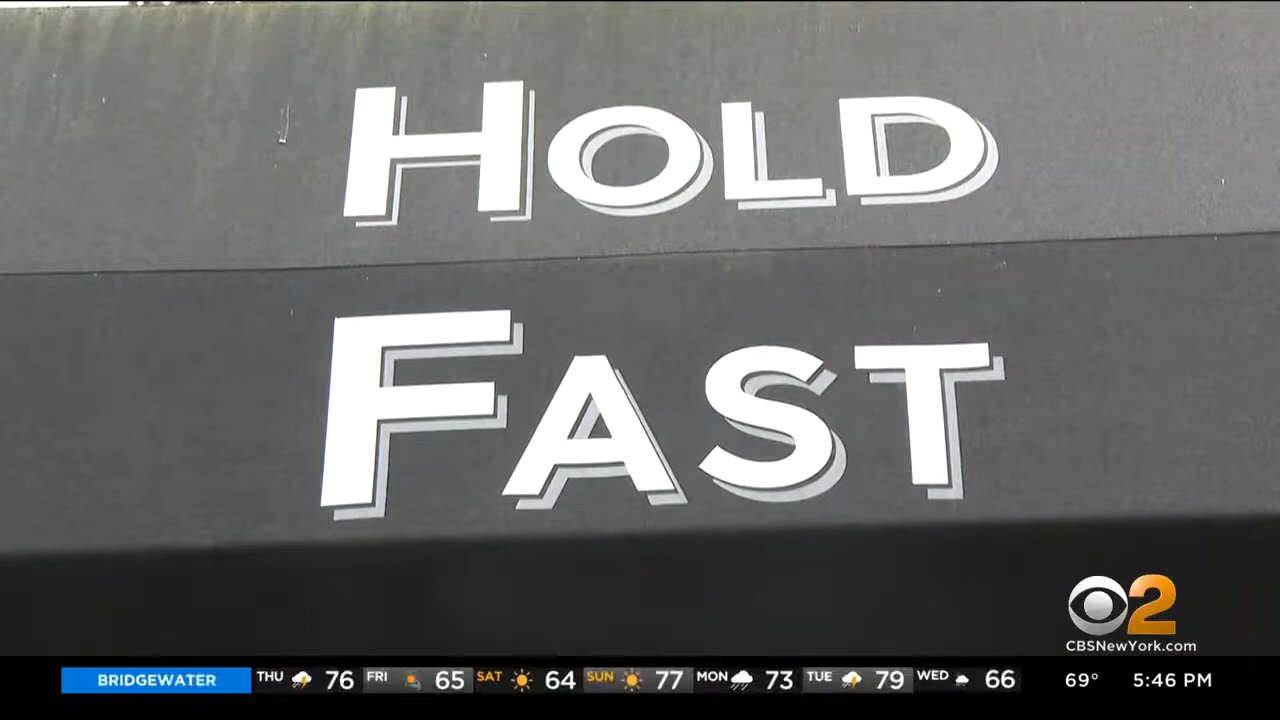 HOLD
FAST
2
CBSNewYork.com
BRIDGEWATER THU 76 FRI 65 SAT 64 SUN 77 MON 73 TUE 79 WED 66 69° 5:46 PM